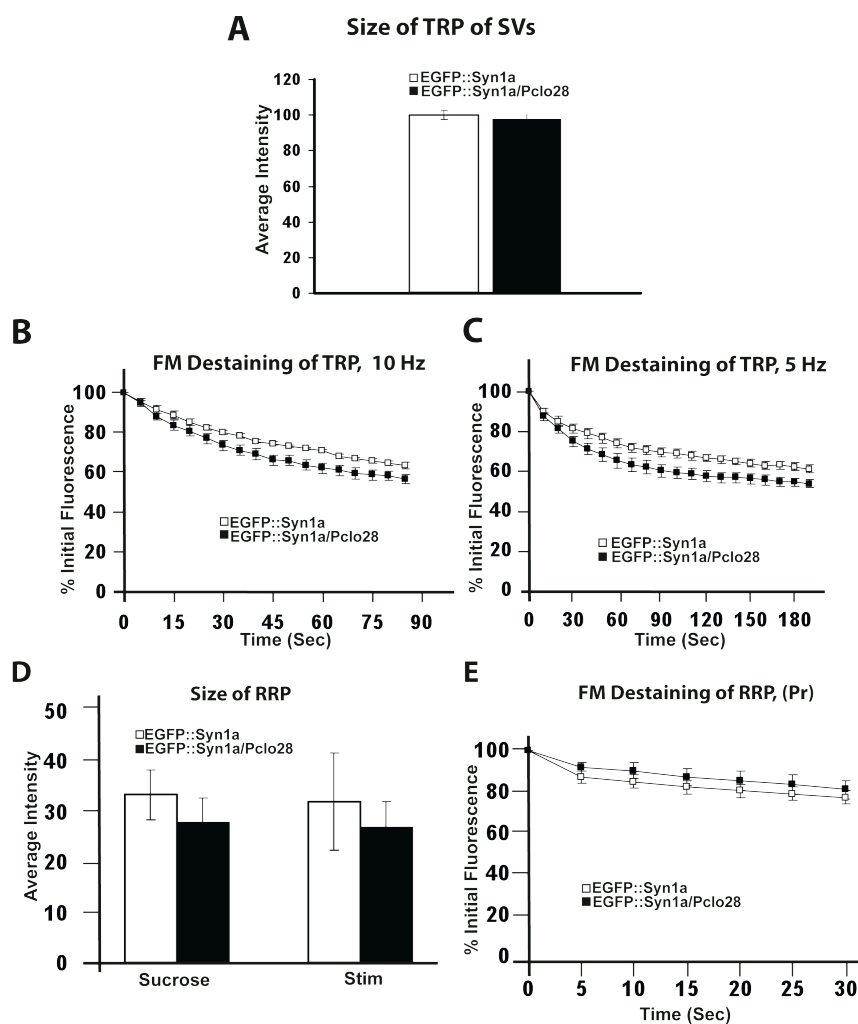 A
Size of TRP of SVs
EGFP::Syn1a
EGFP::Syn1a/Pclo28
Average Intensity
120
100
80
60
40
20
0
B
FM Destaining of TRP, 10 Hz
% Initial Fluorescence
100
80
60
40
20
0
EGFP::Syn1a
EGFP::Syn1a/Pclo28
0 15 30 45 60 75 90
Time (Sec)
C
FM Destaining of TRP, 5 Hz
% Initial Fluorescence
100
80
60
40
20
0
EGFP::Syn1a
EGFP::Syn1a/Pclo28
0 30 60 90 120 150 180
Time (Sec)
D
Size of RRP
Average Intensity
50
40
30
20
10
0
EGFP::Syn1a
EGFP::Syn1a/Pclo28
Sucrose Stim
E
FM Destaining of RRP, (Pr)
% Initial Fluorescence
100
80
60
40
20
0
EGFP::Syn1a
EGFP::Syn1a/Pclo28
0 5 10 15 20 25 30
Time (Sec)